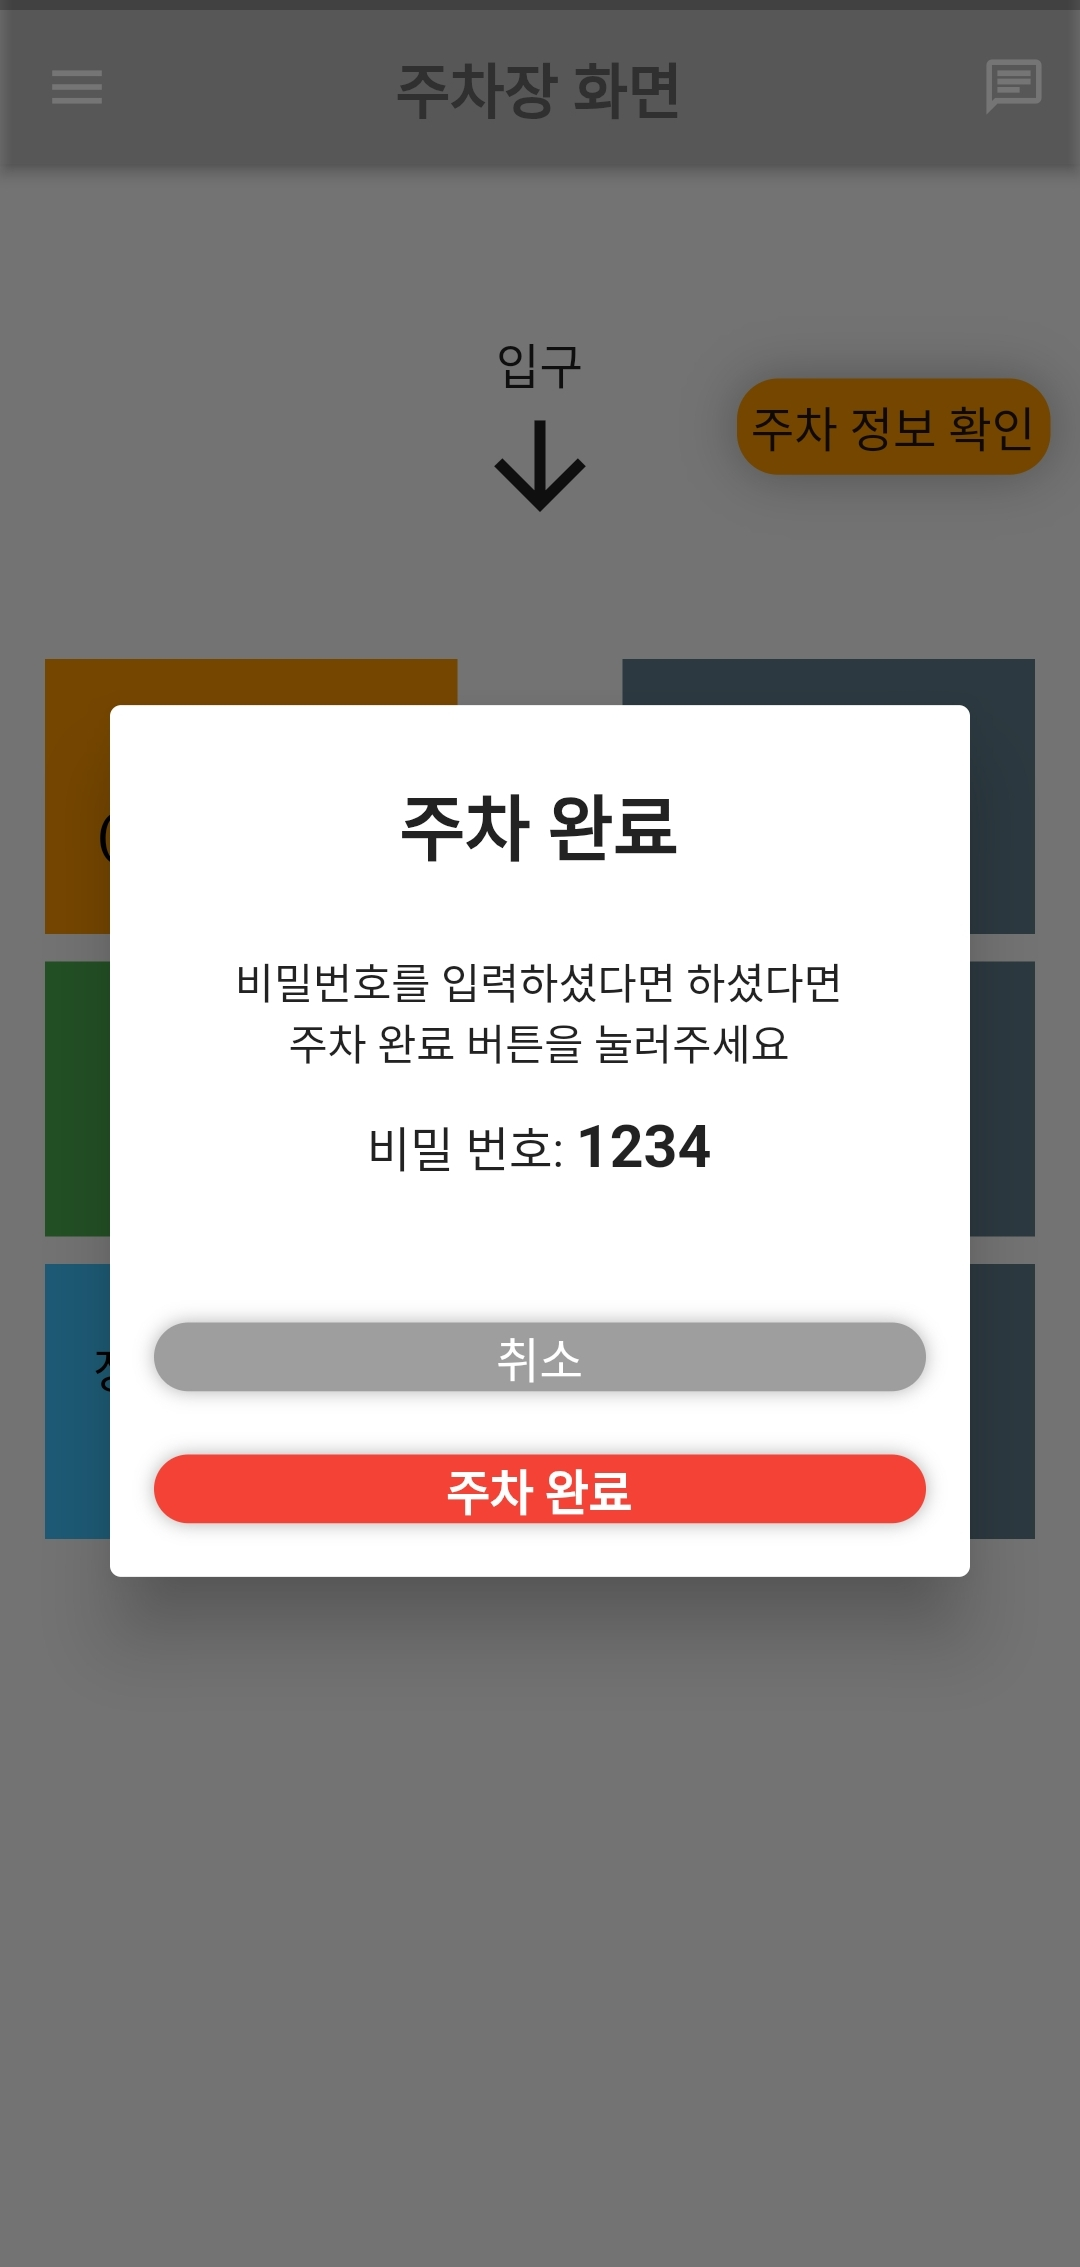 주차장 화면
입구
주차 정보 확인
주차 완료
비밀번호를 입력하셨다면 하셨다면
주차 완료 버튼을 눌러주세요
비밀 번호: 1234
취소
주차 완료